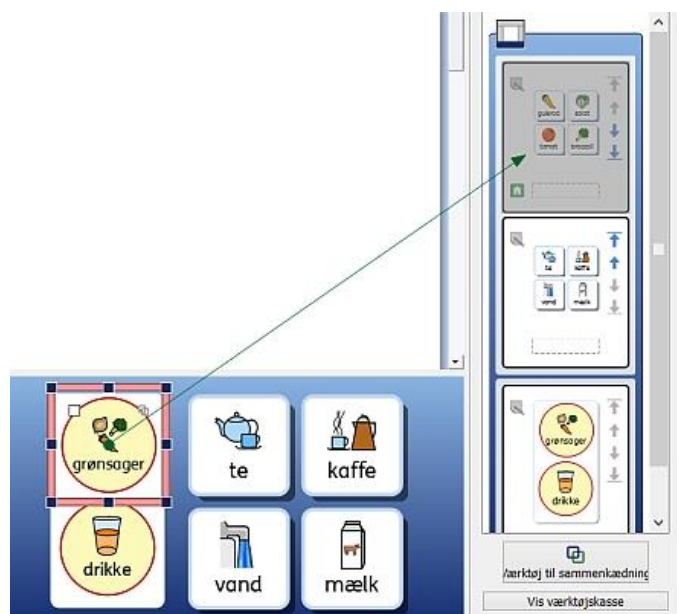 gulerod salat
tomat broccoli
te kaffe
vand mælk
grønsager
drikke
grønsager
te
kaffe
drikke
vand
mælk
Værktøj til sammenkædning
Vis værktøjskasse